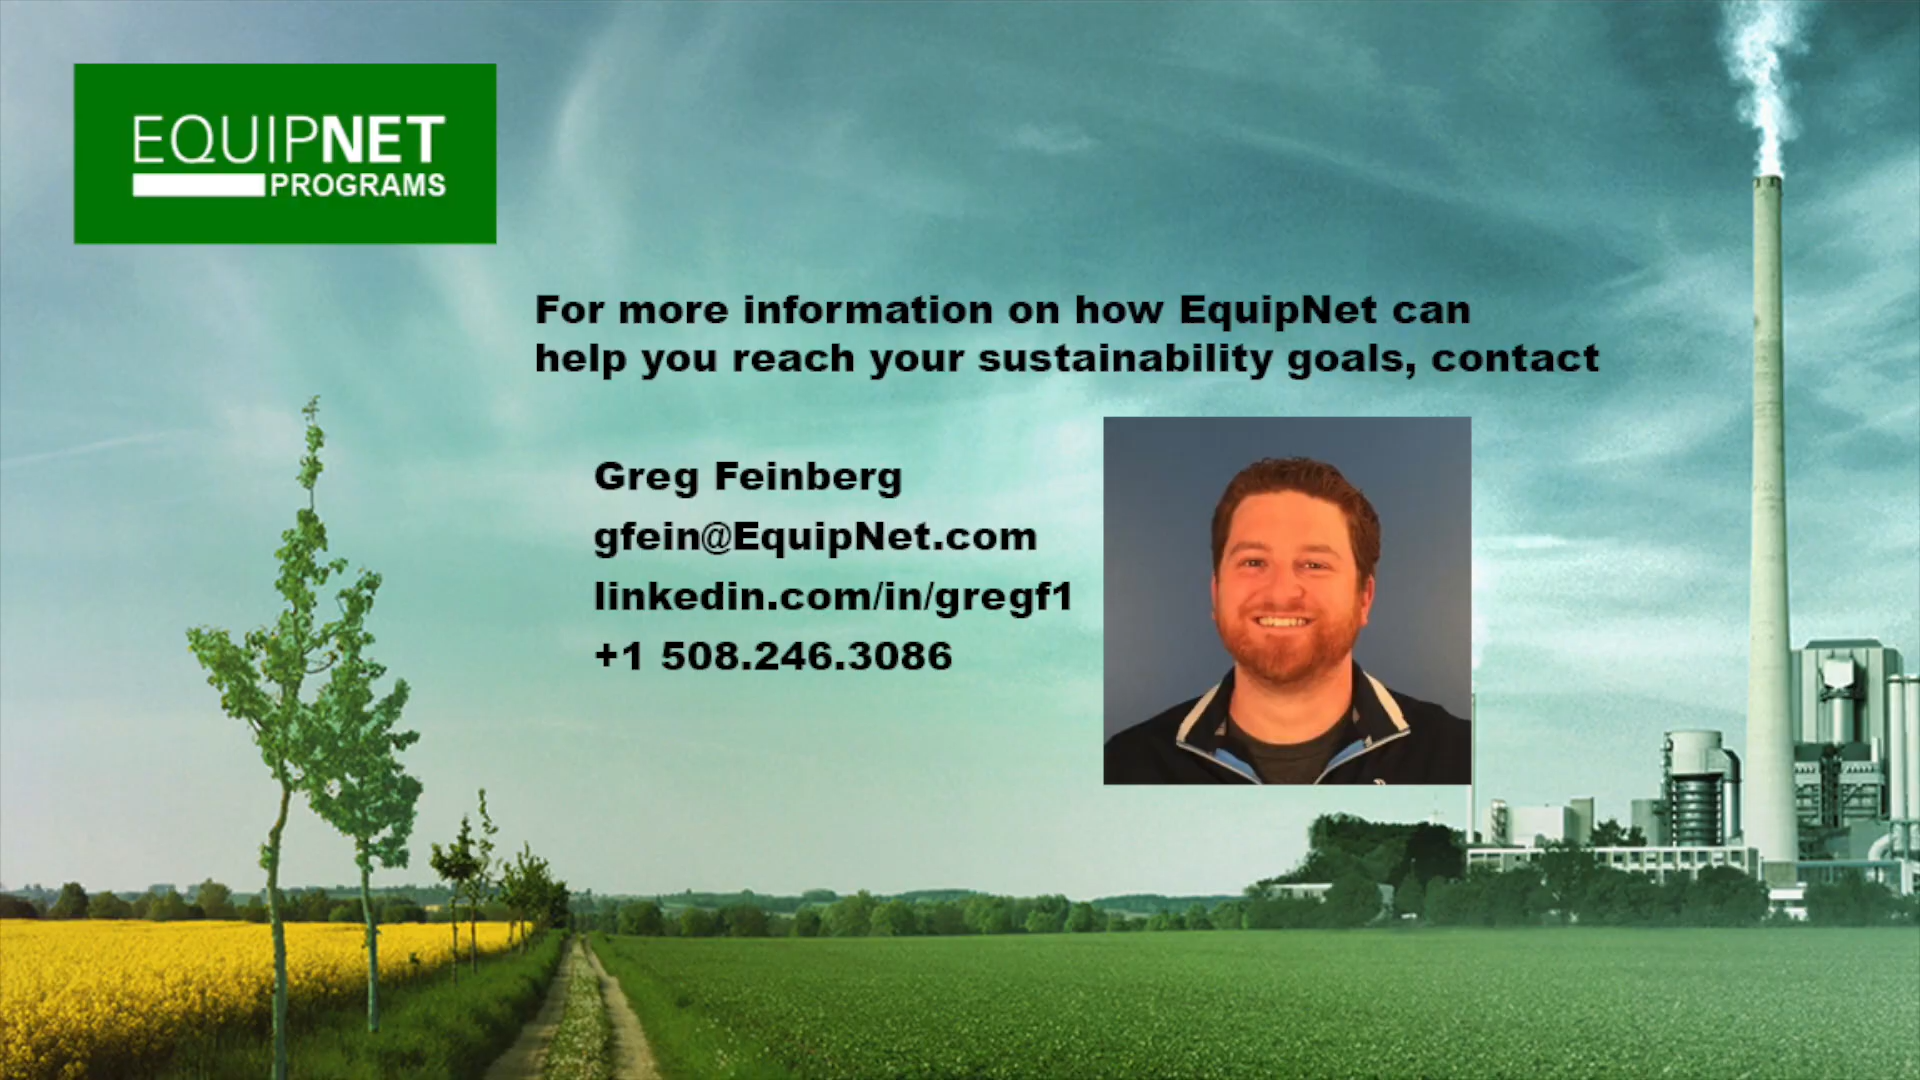 EQUIPNET
PROGRAMS
For more information on how EquipNet can
help you reach your sustainability goals, contact
Greg Feinberg
gfein@EquipNet.com
linkedin.com/in/gregf1
+1 508.246.3086